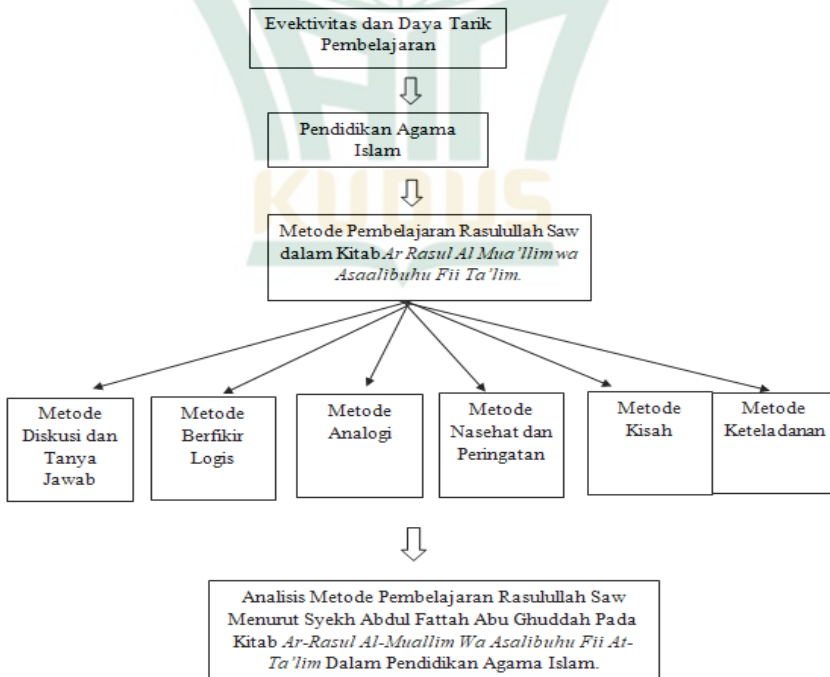 Evektivitas dan Daya Tarik
Pembelajaran
Pendidikan Agama
Islam
KUDUS
Metode Pembelajaran Rasulullah Saw
dalam Kitab Ar Rasul Al Mua'llim wa
Asaalibuhu Fii Ta'lim.
Metode
Diskusi dan
Tanya
Jawab
Metode
Berfikir
Logis
Metode
Analogi
Metode
Nasehat dan
Peringatan
Metode
Kisah
Metode
Keteladanan
Analisis Metode Pembelajaran Rasulullah Saw
Menurut Syekh Abdul Fattah Abu Ghuddah Pada
Kitab Ar-Rasul Al-Muallim Wa Asalibuhu Fii At-
Ta'lim Dalam Pendidikan Agama Islam.